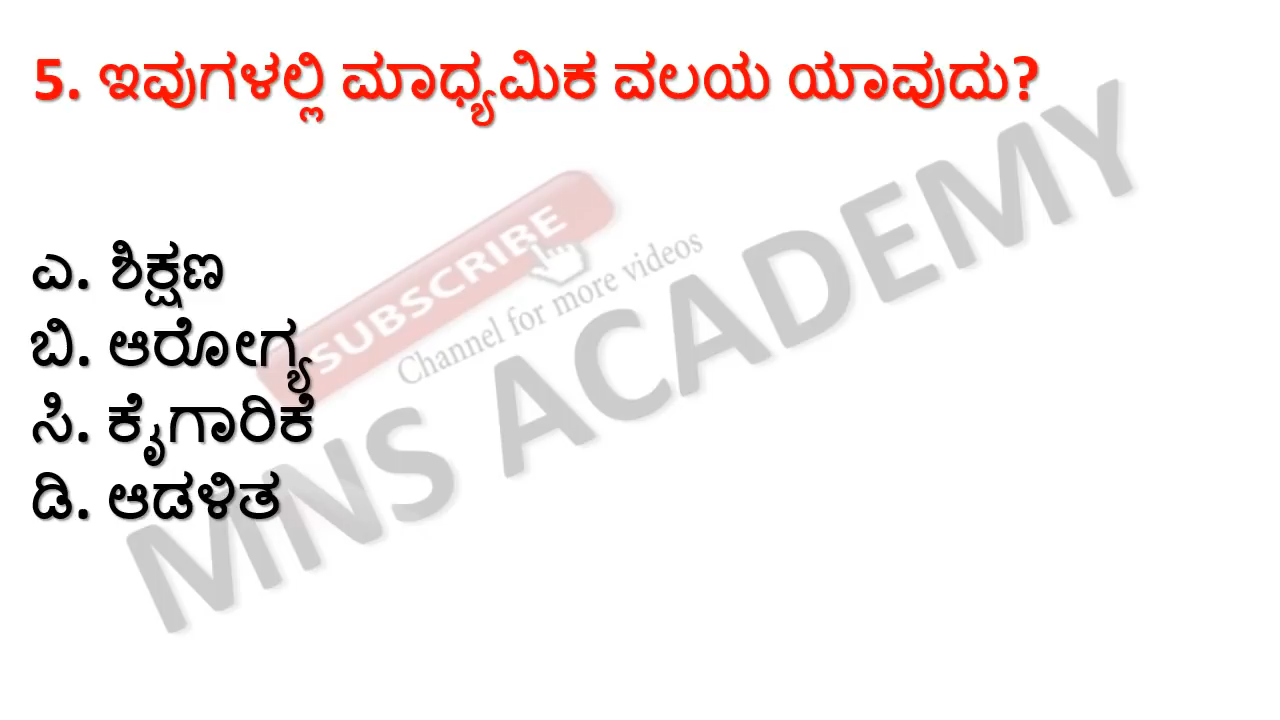 5. ಇವುಗಳಲ್ಲಿ ಮಾಧ್ಯಮಿಕ ವಲಯ ಯಾವುದು?
ಎ. ಶಿಕ್ಷಣ
ಬಿ. ಆರೋಗ್ಯ
ಸಿ. ಕೈಗಾರಿಕೆ
ಡಿ. ಆಡಳಿತ
SUBSCRIBE
Channel for more videos
MNS ACADEMY